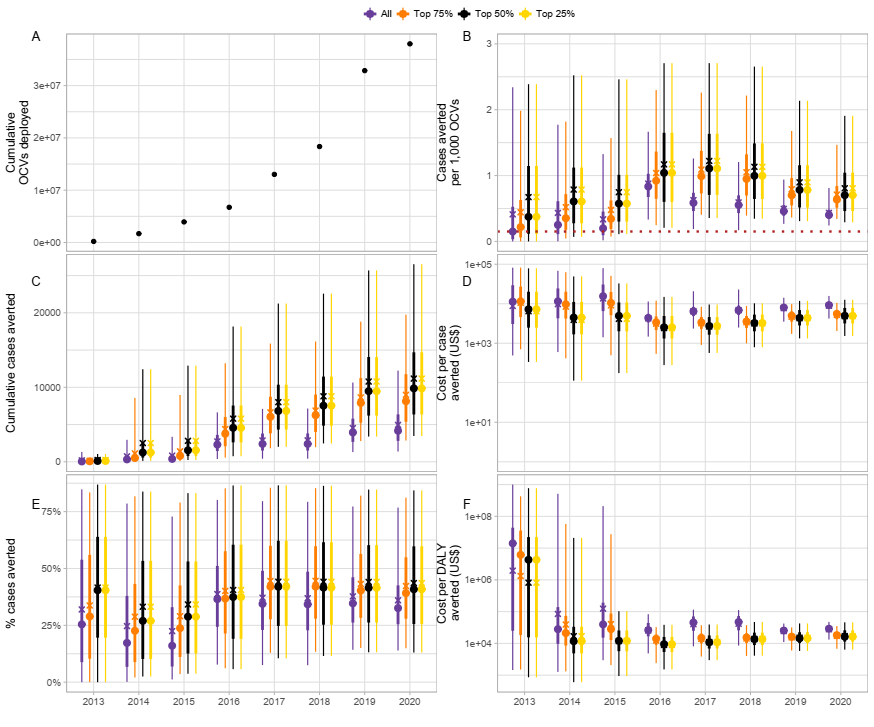 All Top 75% Top 50% Top 25%
A
Cumulative
OCVs deployed
3e+07
2e+07
1e+07
0e+00
B
Cases averted
per 1,000 OCVs
3
2
1
0
C
Cumulative cases averted
20000
10000
0
D
Cost per case
averted (US$)
1e+05
1e+03
1e+01
E
% cases averted
75%
50%
25%
0%
2013 2014 2015 2016 2017 2018 2019 2020
F
Cost per DALY
averted (US$)
1e+08
1e+06
1e+04
2013 2014 2015 2016 2017 2018 2019 2020